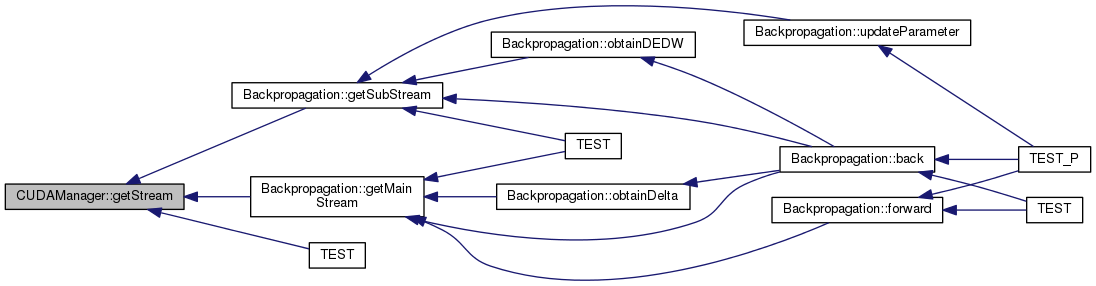 Backpropagation::updateParameter
Backpropagation::obtainDEDW
Backpropagation::getSubStream
TEST
Backpropagation::back
TEST_P
CUDAManager::getStream
Backpropagation::getMain
Stream
Backpropagation::obtainDelta
Backpropagation::forward
TEST
TEST